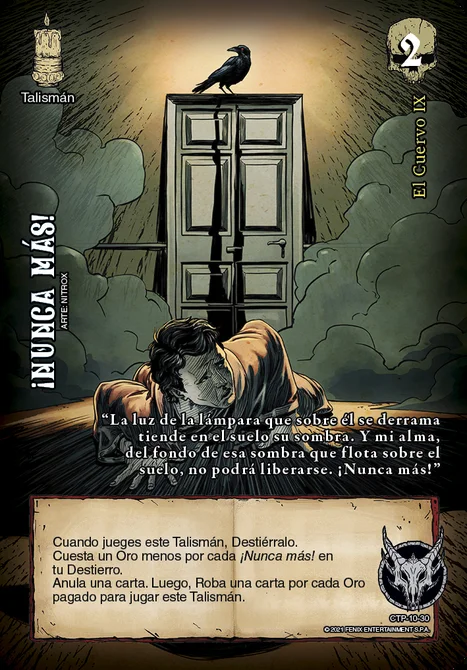 2
Talismán
El Cuervo IX
¡NUNCA MÁS!
ARTE: NITROX
“La luz de la lámpara que sobre él se derrama
tiende en el suelo su sombra. Y mi alma,
del fondo de esa sombra que flota sobre el
suelo, no podrá liberarse. ¡Nunca más!”
Cuando jueges este Talismán, Destiérralo.
Cuesta un Oro menos por cada ¡Nunca más! en
tu Destierro.
Anula una carta. Luego, Roba una carta por cada Oro
pagado para jugar este Talismán.
CTP-10-30
© 2021 FENIX ENTERTAINMENT S.P.A.